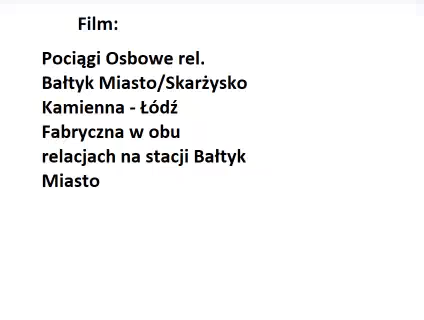 Film:
Pociągi Osbowe rel.
Bałtyk Miasto/Skarżysko
Kamienna - Łódź
Fabryczna w obu
relacjach na stacji Bałtyk
Miasto